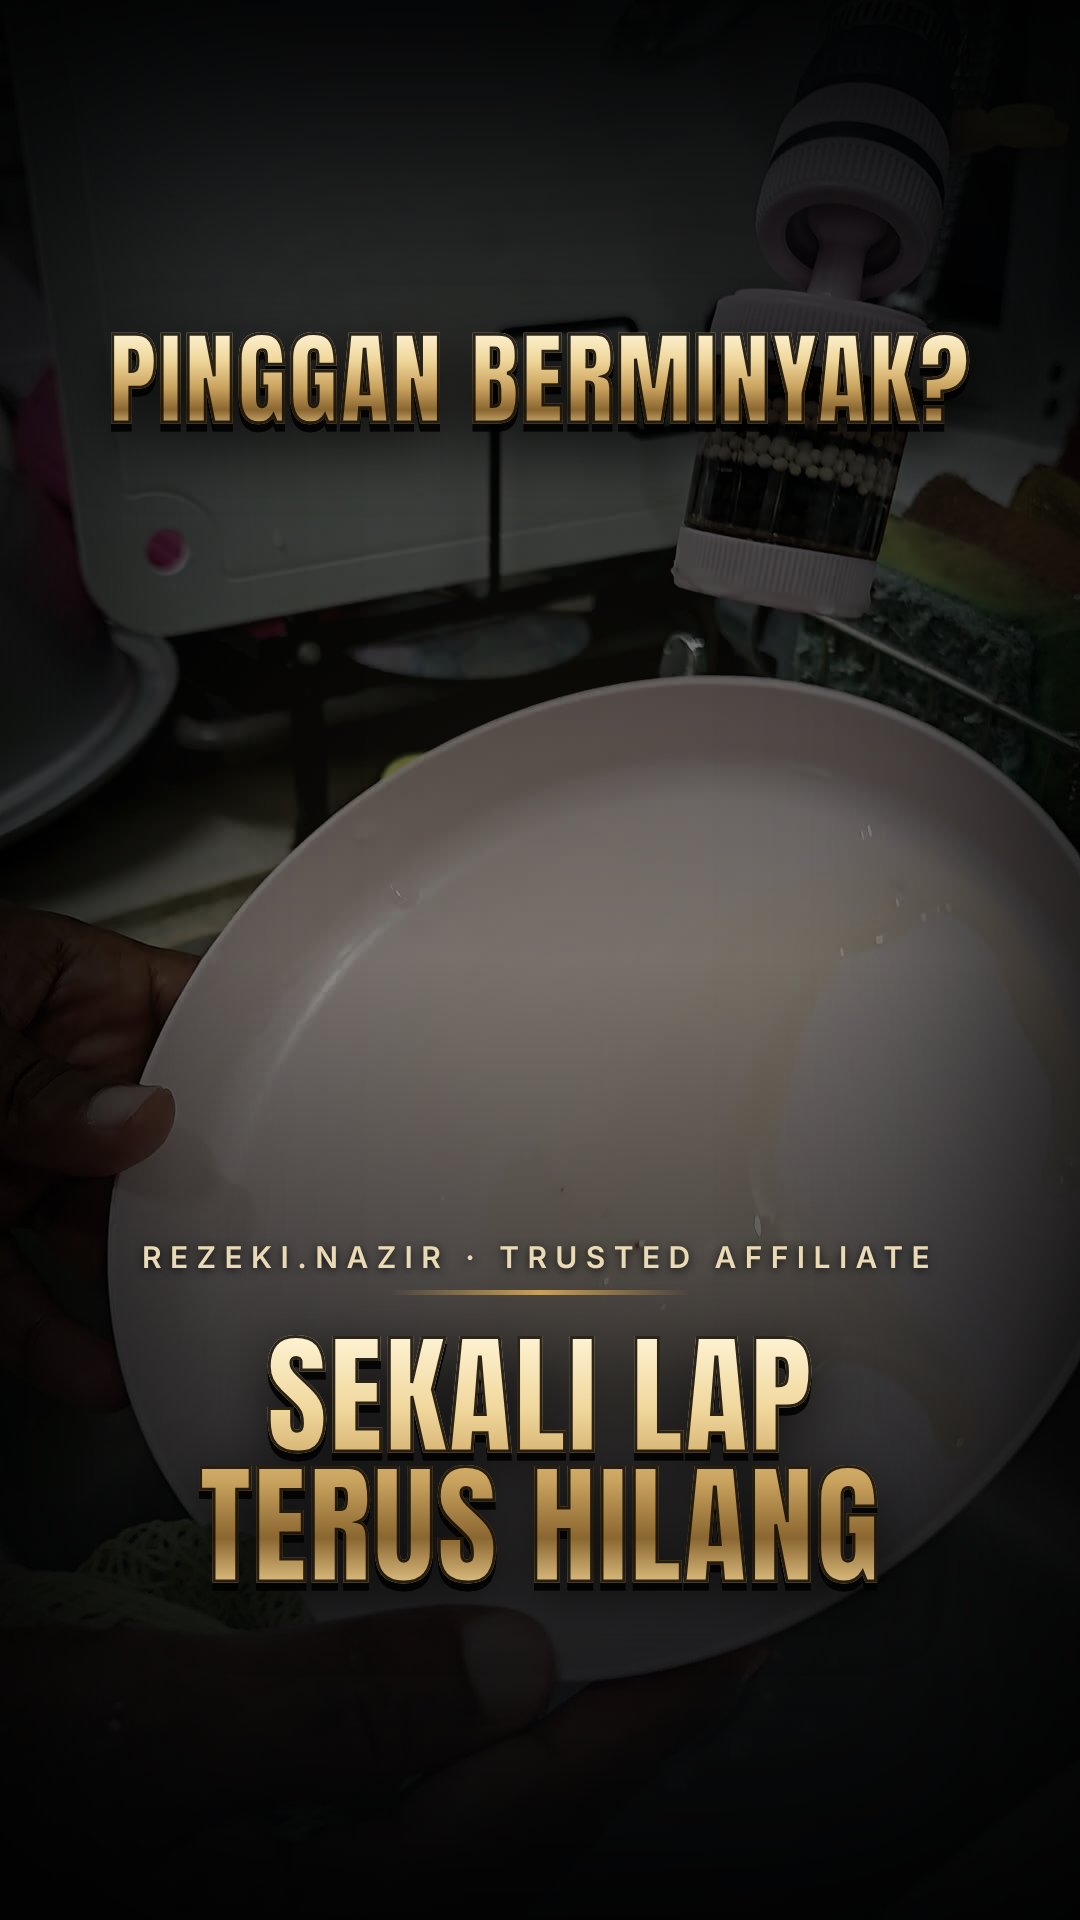 PINGGAN BERMINYAK?
REZEKI.NAZIR · TRUSTED AFFILIATE
SEKALI LAP
TERUS HILANG